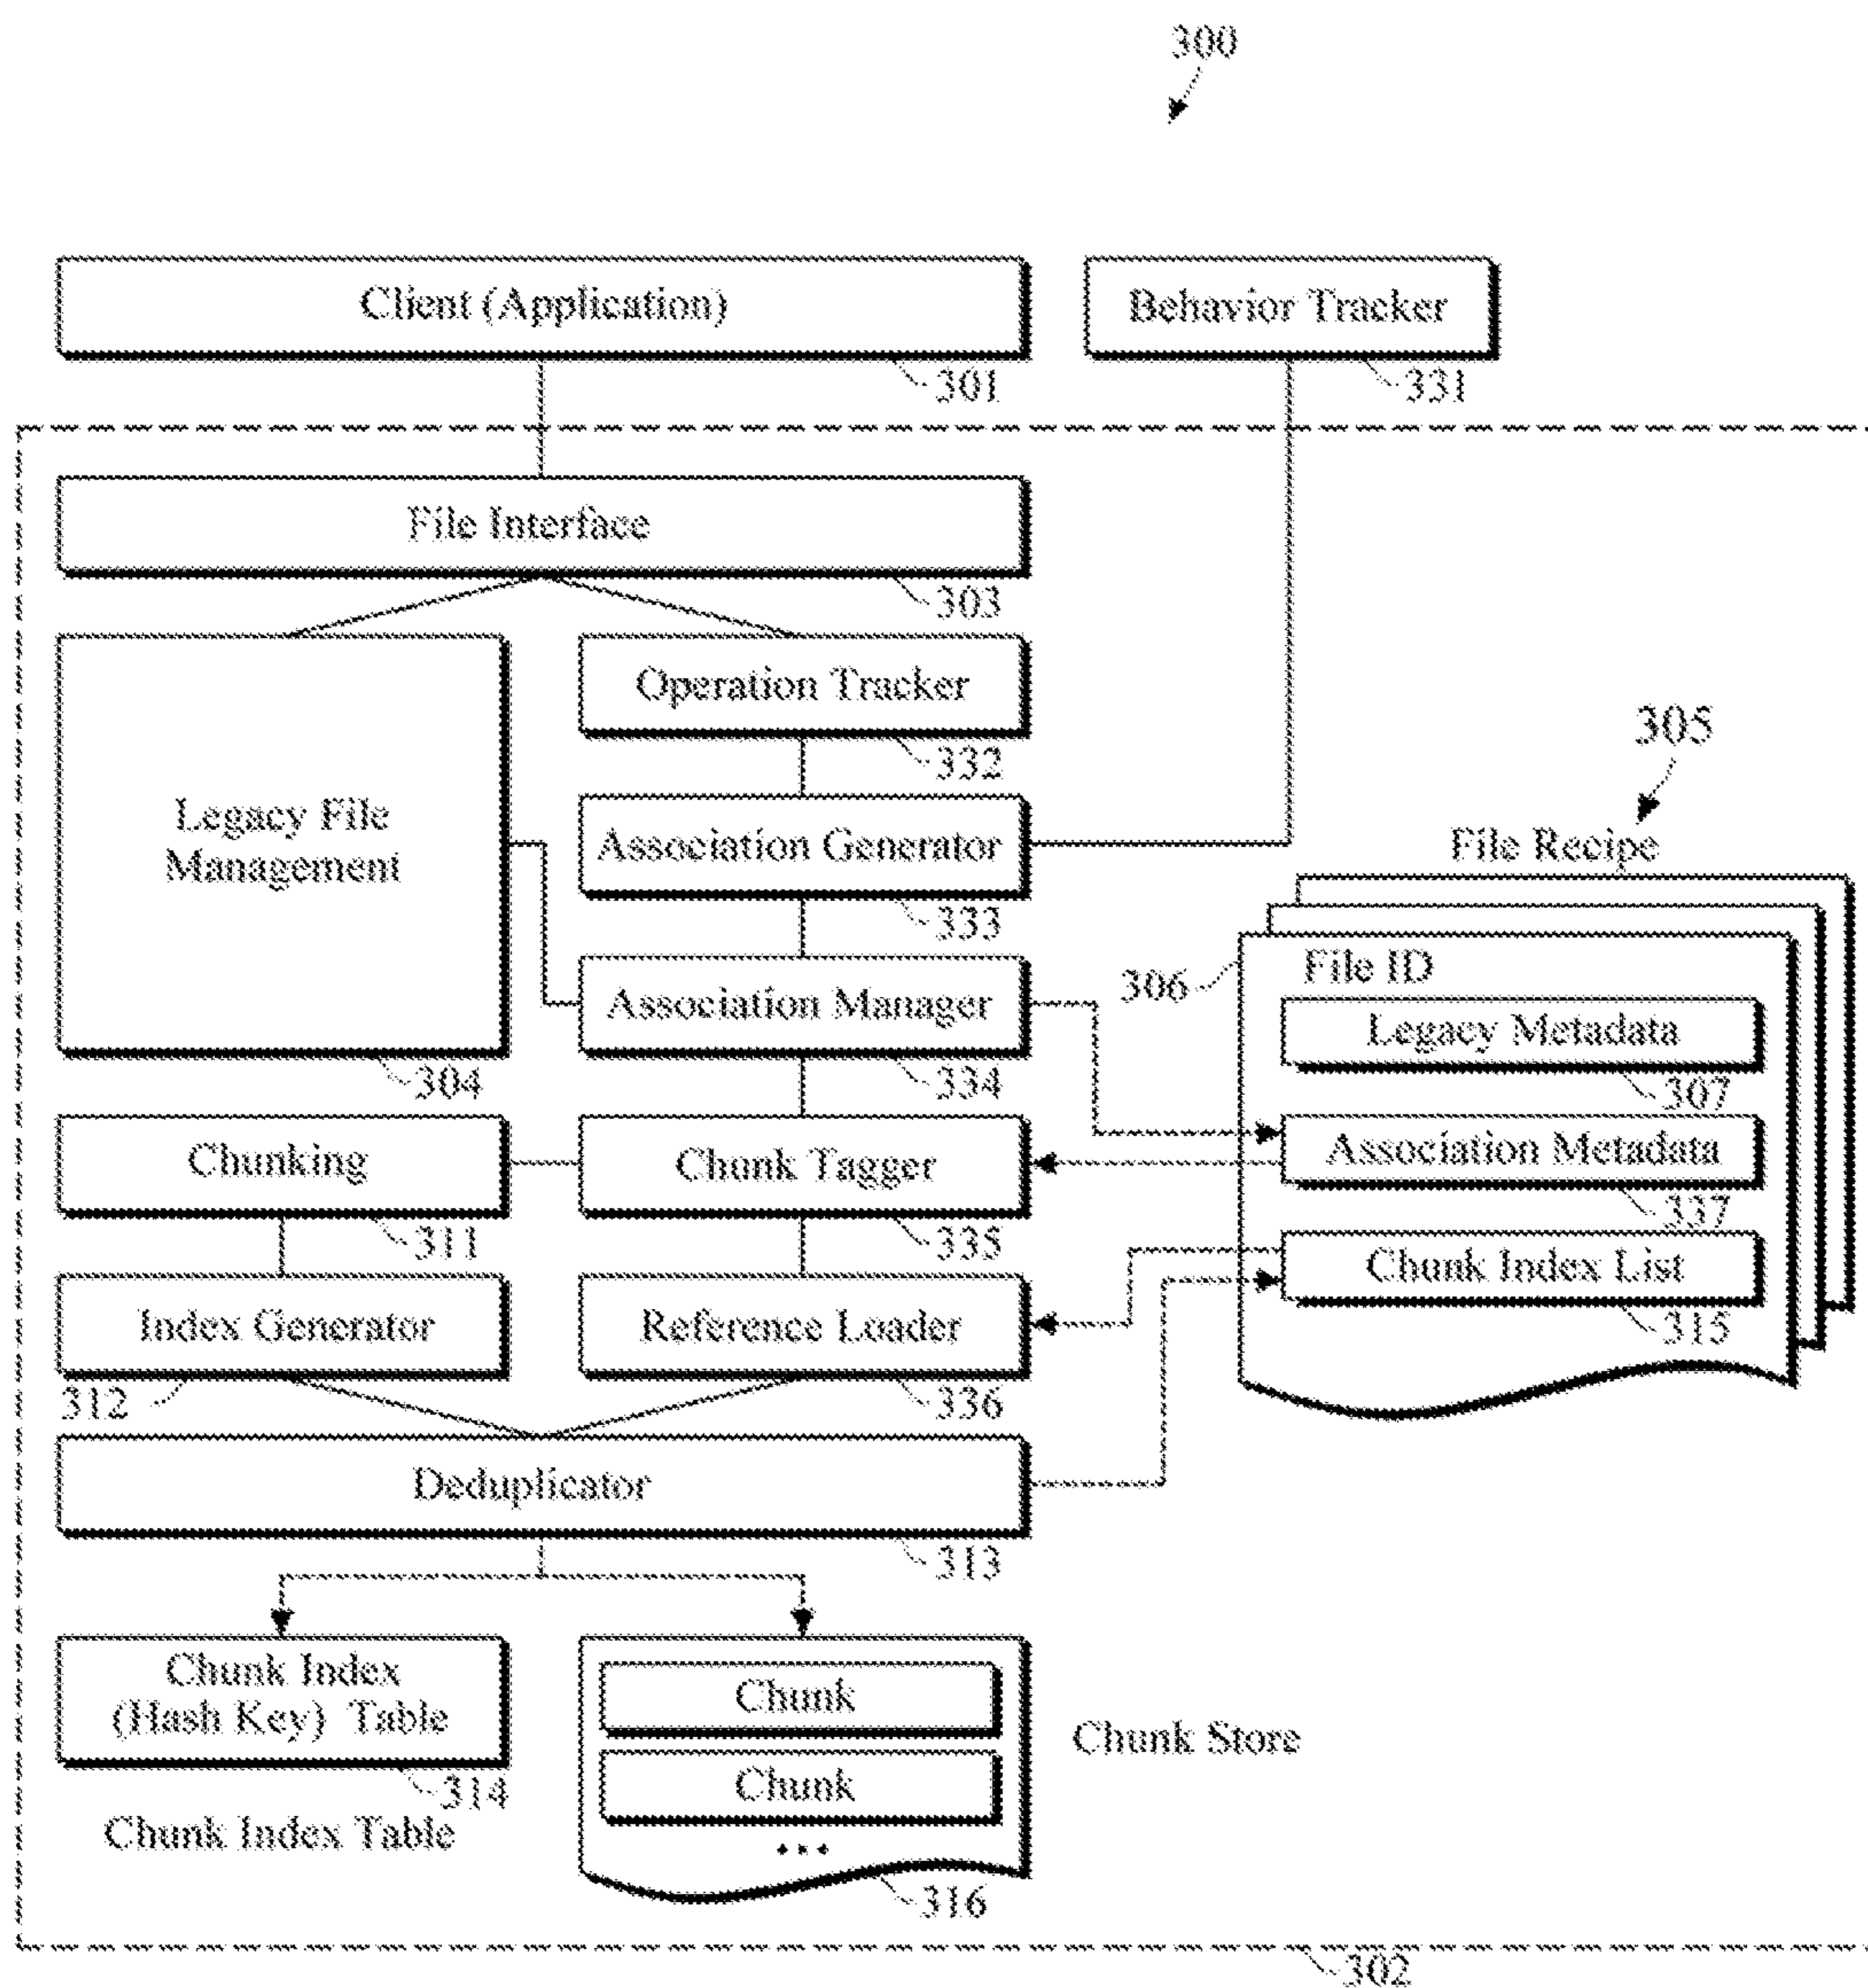 300
Client (Application)
Behavior Tracker
301
331
File Interface
303
Operation Tracker
332
305
Legacy File
Management
Association Generator
File Recipe
333
306
File ID
Association Manager
Legacy Metadata
304
334
307
Chunking
Chunk Tagger
Association Metadata
311
335
337
Chunk Index List
Index Generator
Reference Loader
315
312
336
Deduplicator
313
Chunk Index
(Hash Key) Table
Chunk
Chunk Store
Chunk
314
Chunk Index Table
...
316
302